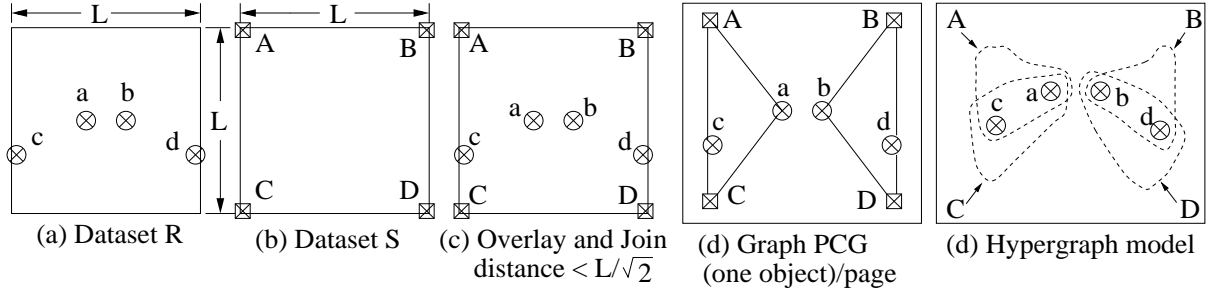 L
a b
c d
(a) Dataset R
L
L
A B
C D
(b) Dataset S
A B
a b
c d
C D
(c) Overlay and Join
distance < L/√2
A B
a b
c d
C D
(d) Graph PCG
(one object)/page
A B
a b
c d
C D
(d) Hypergraph model